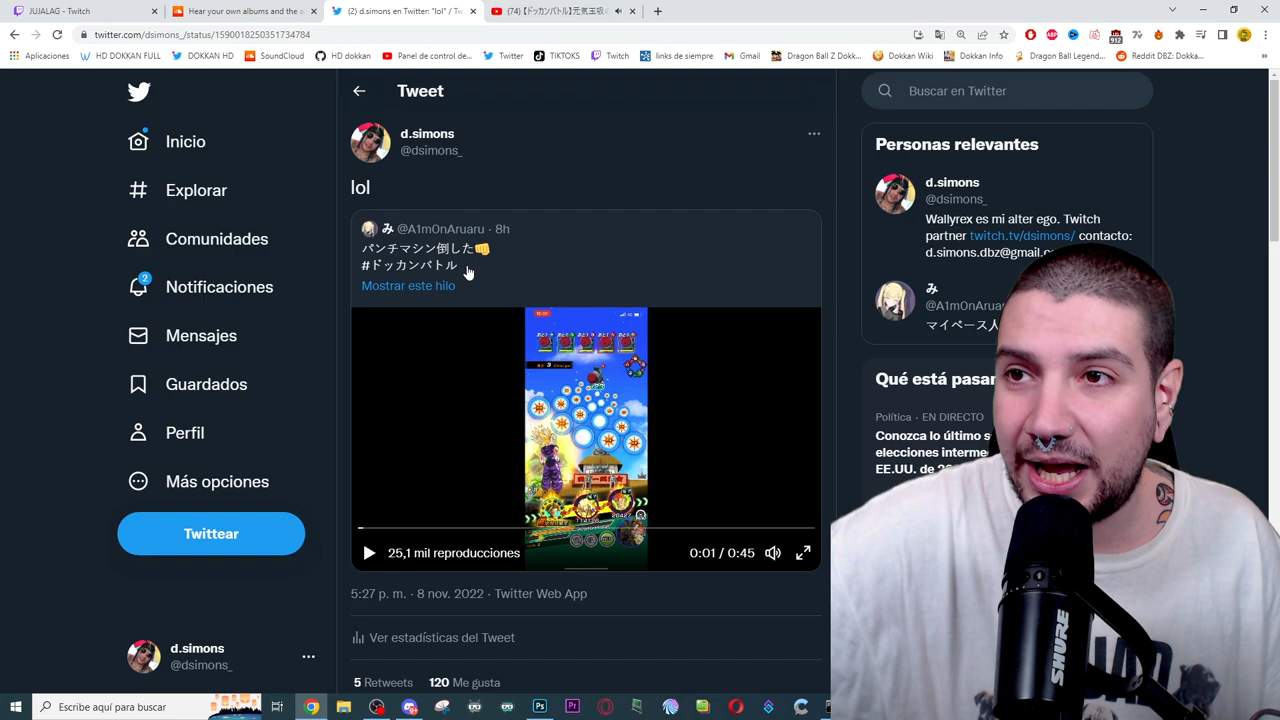 JUJALAG - Twitch
Hear your own albums and the a
(2) d.simons en Twitter: "lol" / Tw
(74) 【ドッカンバトル】元気玉吸
twitter.com/dsimons_/status/1590018250351734784
Aplicaciones
HD DOKKAN FULL
DOKKAN HD
SoundCloud
HD dokkan
Panel de control de...
Twitter
TIKTOKS
Twitch
links de siempre
Dragon Ball Z Dokk...
Dokkan Wiki
Dokkan Info
Dragon Ball Legend...
Reddit DBZ: Dokka...
912
Inicio
Explorar
Comunidades
2
Notificaciones
Mensajes
Guardados
Perfil
Más opciones
Twittear
d.simons
@dsimons_
Tweet
d.simons
@dsimons_
lol
み @A1m0nAruaru · 8h
パンチマシン倒した👊
#ドッカンバトル
Mostrar este hilo
25,1 mil reproducciones
0:01 / 0:45
5:27 p. m. · 8 nov. 2022 · Twitter Web App
Ver estadísticas del Tweet
5 Retweets 120 Me gusta
Buscar en Twitter
Personas relevantes
d.simons
@dsimons_
Wallyrex es mi alter ego. Twitch
partner twitch.tv/dsimons/ contacto:
d.simons.dbz@gmail.c
み
@A1m0nArua
マイペース人
Qué está pasa
Política · EN DIRECTO
Conozca lo último s
elecciones interme
EE.UU. de
SHURE
Escribe aquí para buscar